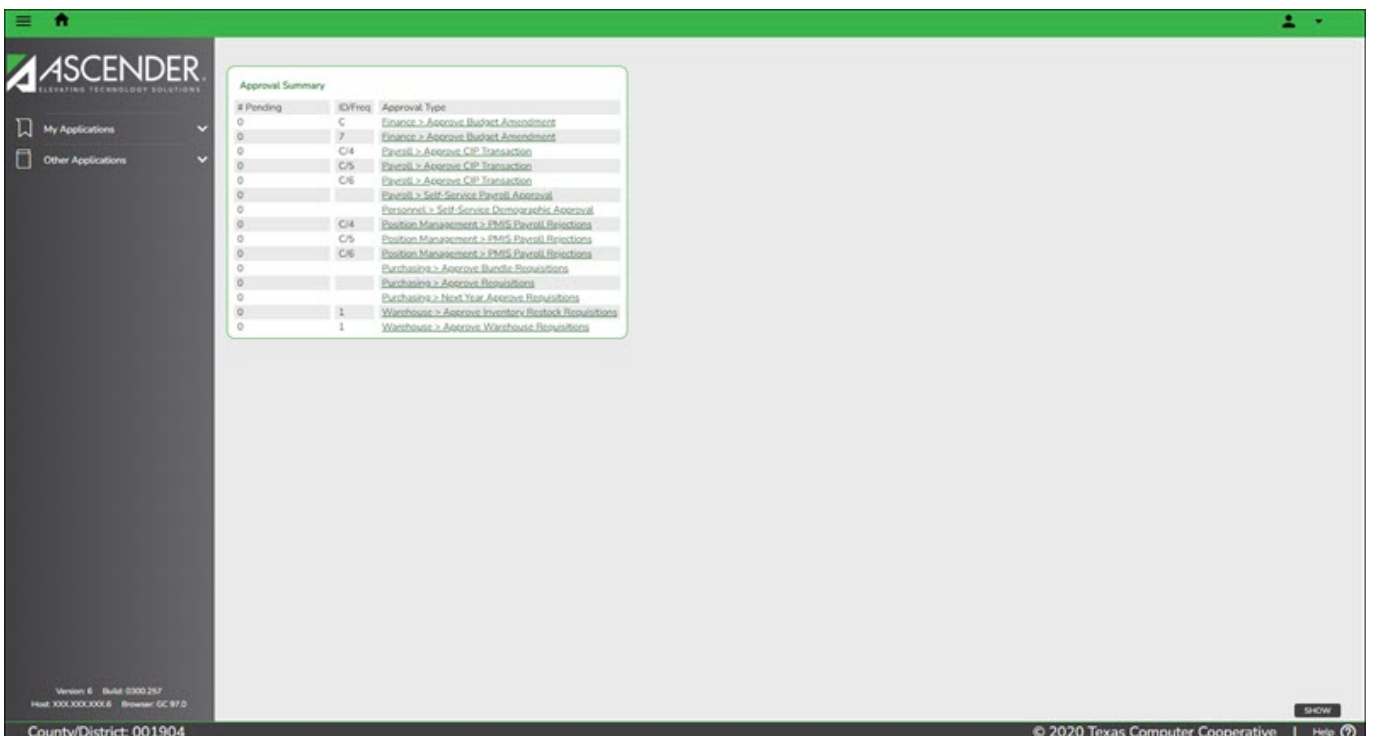 ASCENDER
ELEVATING TECHNOLOGY SOLUTIONS
My Applications
Other Applications
Approval Summary
# Pending ID/Freq Approval Type
0 C Finance > Approve Budget Amendment
0 7 Finance > Approve Budget Amendment
0 C/4 Payroll > Approve CIP Transaction
0 C/5 Payroll > Approve CIP Transaction
0 C/6 Payroll > Approve CIP Transaction
0 Payroll > Self-Service Payroll Approval
0 Personnel > Self-Service Demographic Approval
0 C/4 Position Management > PMIS Payroll Rejections
0 C/5 Position Management > PMIS Payroll Rejections
0 C/6 Position Management > PMIS Payroll Rejections
0 Purchasing > Approve Bundle Requisitions
0 Purchasing > Approve Requisitions
0 Purchasing > Next Year Approve Requisitions
0 1 Warehouse > Approve Inventory Restock Requisitions
0 1 Warehouse > Approve Warehouse Requisitions
Version: 6 Build: 0300.257
Host: XXX.XXX.XXX.6 Browser: GC 97.0
SHOW
County/District: 001904
© 2020 Texas Computer Cooperative | Help ?